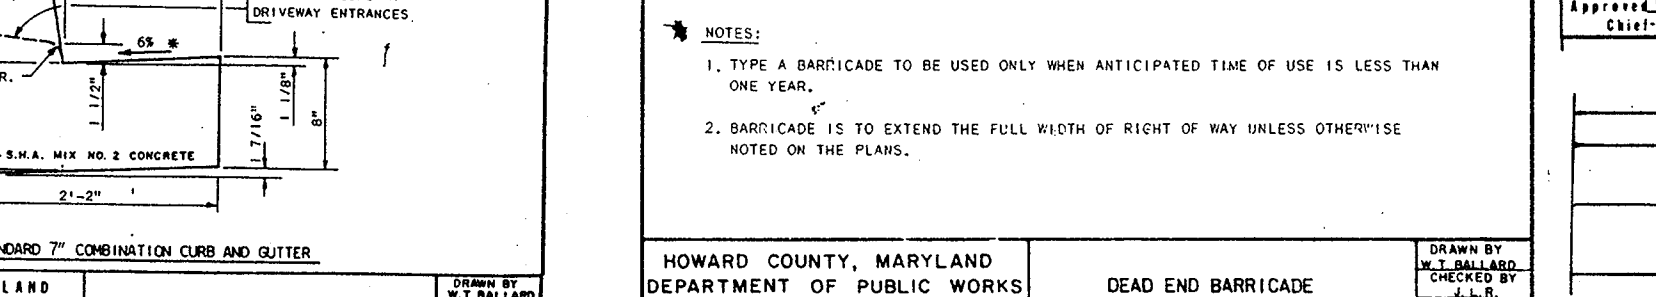 DRIVEWAY ENTRANCES
6% *
R.
1 1/2"
1 1/8"
8"
1 7/16"
S.H.A. MIX NO. 2 CONCRETE
2'-2"
NDARD 7" COMBINATION CURB AND GUTTER
LAND
DRAWN BY
W.T. BALLARD
NOTES:
1. TYPE A BARRICADE TO BE USED ONLY WHEN ANTICIPATED TIME OF USE IS LESS THAN
ONE YEAR.
2. BARRICADE IS TO EXTEND THE FULL WIDTH OF RIGHT OF WAY UNLESS OTHERWISE
NOTED ON THE PLANS.
HOWARD COUNTY, MARYLAND
DEPARTMENT OF PUBLIC WORKS
DEAD END BARRICADE
DRAWN BY
W.T. BALLARD
CHECKED BY
J.L.R.
Approved
Chief-